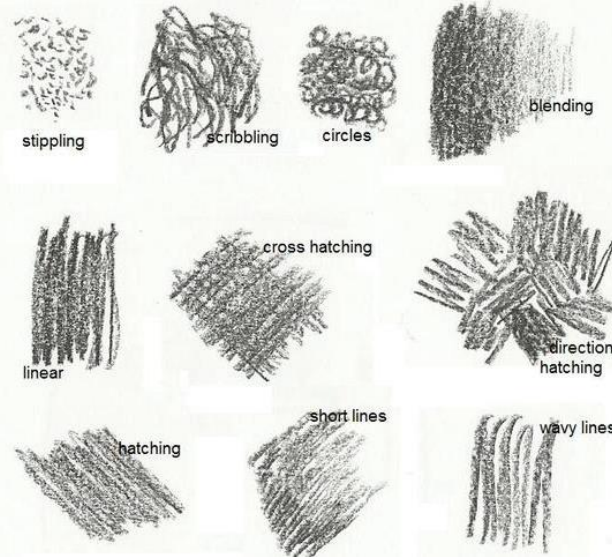 stippling
scribbling
circles
blending
linear
cross hatching
direction
hatching
hatching
short lines
wavy lines